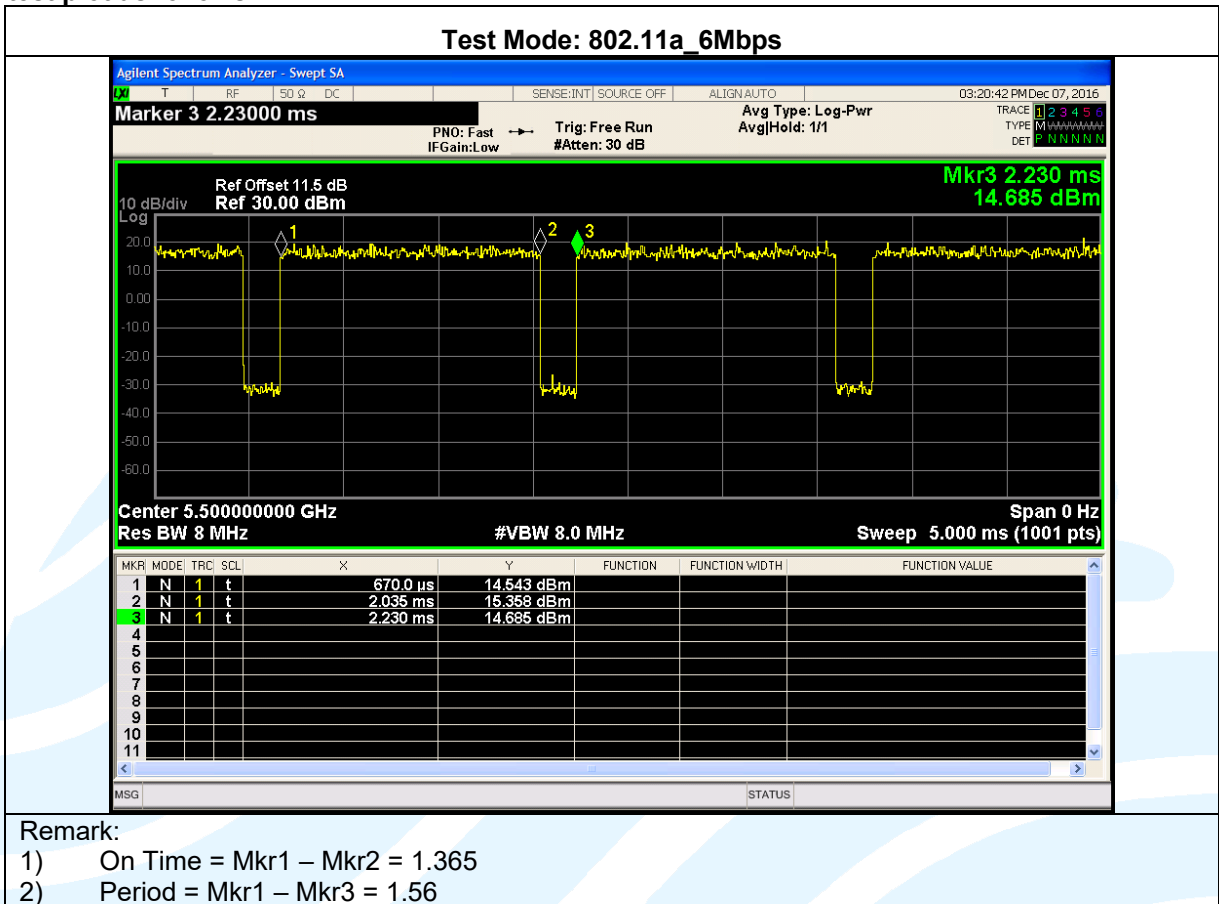 Test Mode: 802.11a_6Mbps
Agilent Spectrum Analyzer - Swept SA
LXI T RF 50 Ω DC SENSE:INT SOURCE OFF ALIGN AUTO 03:20:42 PM Dec 07, 2016
Marker 3 2.23000 ms
PNO: Fast
IFGain:Low
Trig: Free Run
#Atten: 30 dB
Avg Type: Log-Pwr
Avg|Hold: 1/1
TRACE 1 2 3 4 5 6
TYPE M
DET P N N N N N
Mkr3 2.230 ms
14.685 dBm
Ref Offset 11.5 dB
10 dB/div Ref 30.00 dBm
Log
20.0
10.0
0.00
-10.0
-20.0
-30.0
-40.0
-50.0
-60.0
1
2
3
Center 5.500000000 GHz Span 0 Hz
Res BW 8 MHz #VBW 8.0 MHz Sweep 5.000 ms (1001 pts)
MKR MODE TRC SCL X Y FUNCTION FUNCTION WIDTH FUNCTION VALUE
1 N 1 t 670.0 µs 14.543 dBm
2 N 1 t 2.035 ms 15.358 dBm
3 N 1 t 2.230 ms 14.685 dBm
4
5
6
7
8
9
10
11
MSG STATUS
Remark:
1) On Time = Mkr1 – Mkr2 = 1.365
2) Period = Mkr1 – Mkr3 = 1.56